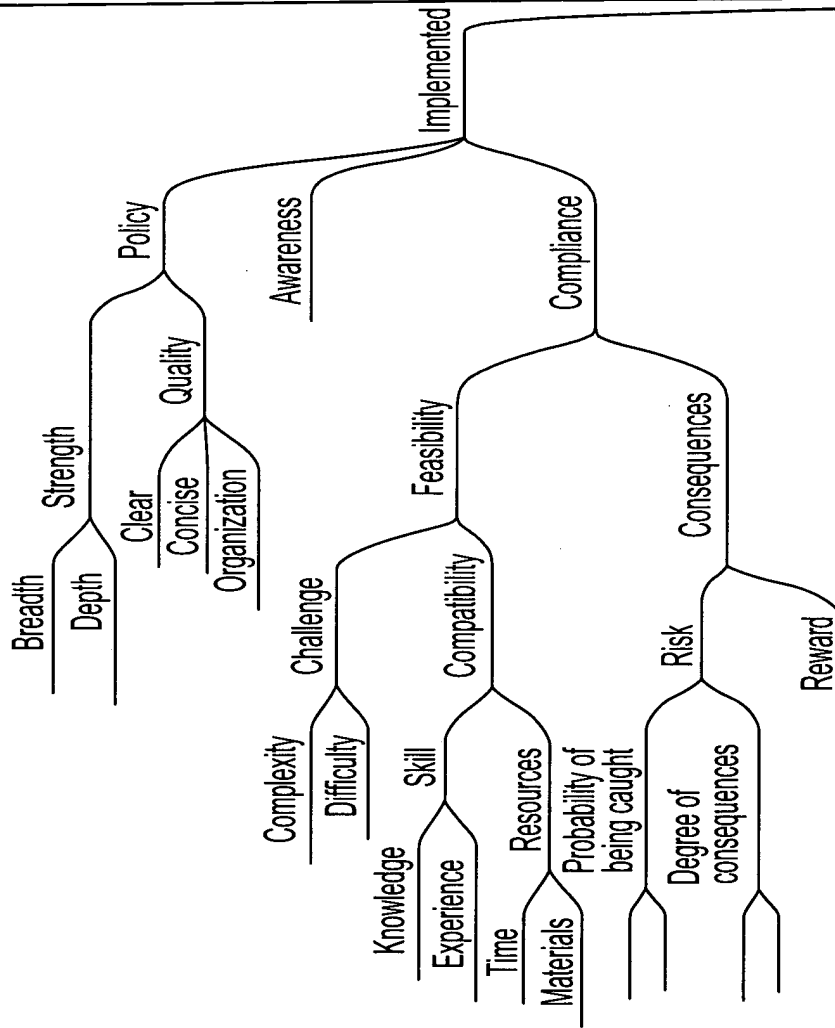 Implemented
Policy
Strength
Breadth
Depth
Quality
Clear
Concise
Organization
Awareness
Compliance
Feasibility
Challenge
Complexity
Difficulty
Compatibility
Skill
Knowledge
Experience
Resources
Time
Materials
Consequences
Risk
Probability of
being caught
Degree of
consequences
Reward